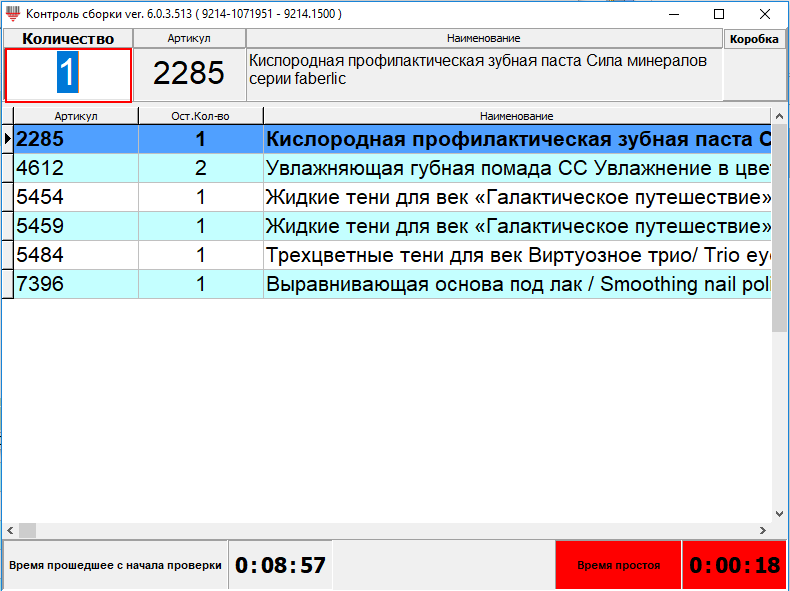 Контроль сборки ver. 6.0.3.513 ( 9214-1071951 - 9214.1500 )
Количество Артикул Наименование Коробка
1 2285 Кислородная профилактическая зубная паста Сила минералов
серии faberlic
Артикул Ост.Кол-во Наименование
2285 1 Кислородная профилактическая зубная паста С
4612 2 Увлажняющая губная помада СС Увлажнение в цве
5454 1 Жидкие тени для век «Галактическое путешествие»
5459 1 Жидкие тени для век «Галактическое путешествие»
5484 1 Трехцветные тени для век Виртуозное трио/ Trio eye
7396 1 Выравнивающая основа под лак / Smoothing nail poli
Время прошедшее с начала проверки 0:08:57 Время простоя 0:00:18